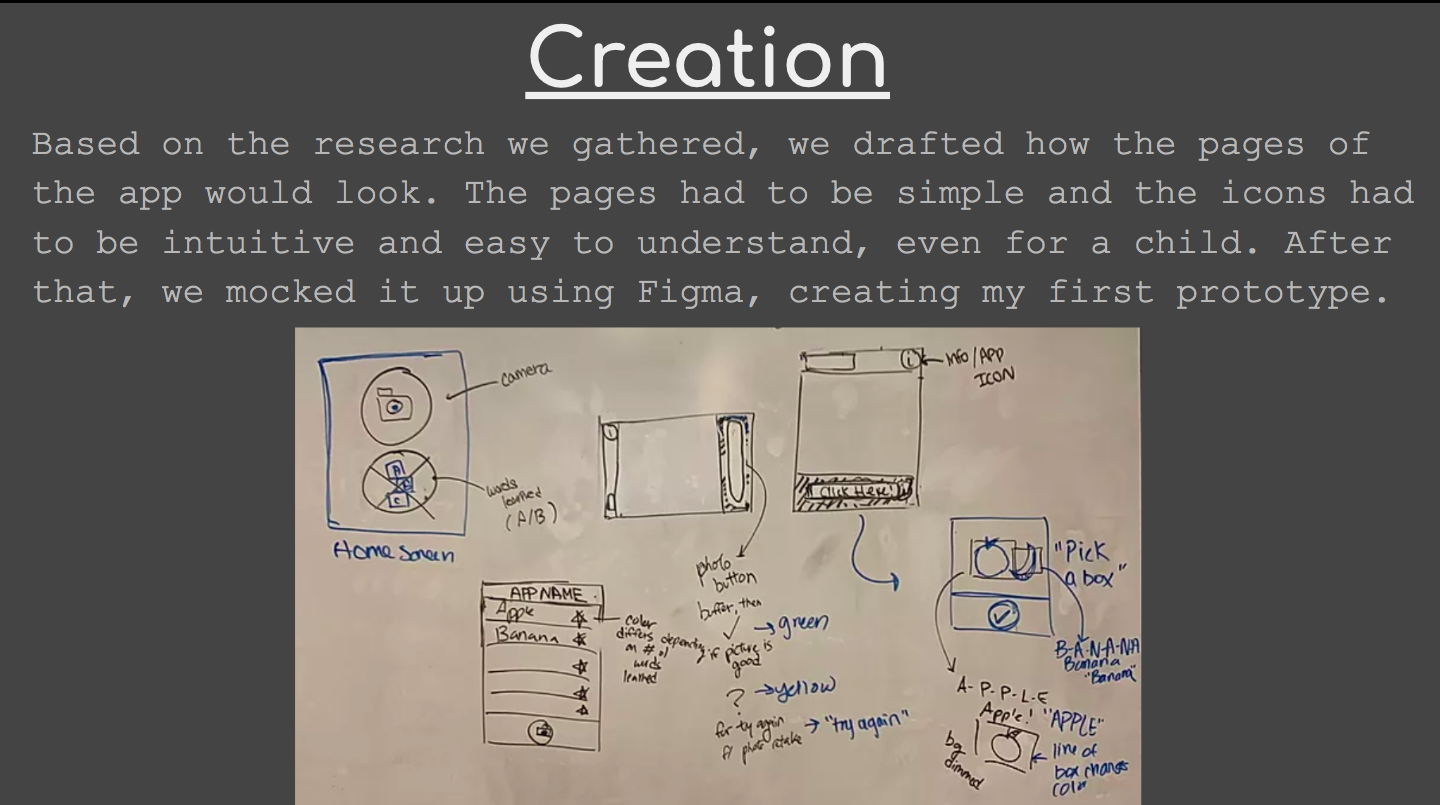 Creation
Based on the research we gathered, we drafted how the pages of
the app would look. The pages had to be simple and the icons had
to be intuitive and easy to understand, even for a child. After
that, we mocked it up using Figma, creating my first prototype.
camera
words
learned
(A/B)
A
B
C
Home Screen
i
i
Info/APP
ICON
Click Here!
photo
button
buffer, then
→ green
if picture is
good
? → yellow
for try again → "try again"
f/ photo retake
APP NAME
Apple
Banana
color
differs depending
on # of
words
learned
"Pick
a box"
B-A-N-A-NA
Banana
"Banana"
A-P-P-L-E
Apple! "APPLE"
bg
dimmed
line of
box changes
color